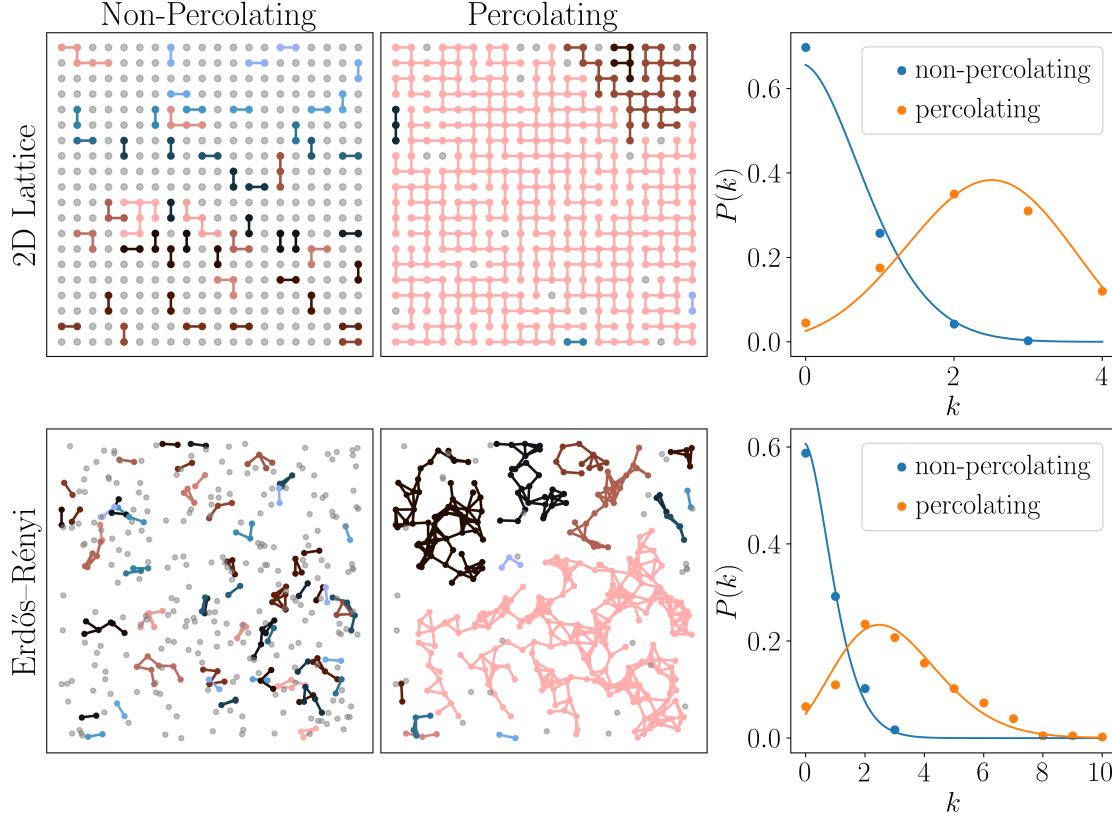 Non-Percolating
Percolating
2D Lattice
P(k)
0.6
0.4
0.2
0.0
non-percolating
percolating
0
2
4
k
Erdős–Rényi
P(k)
0.6
0.4
0.2
0.0
non-percolating
percolating
0
2
4
6
8
10
k